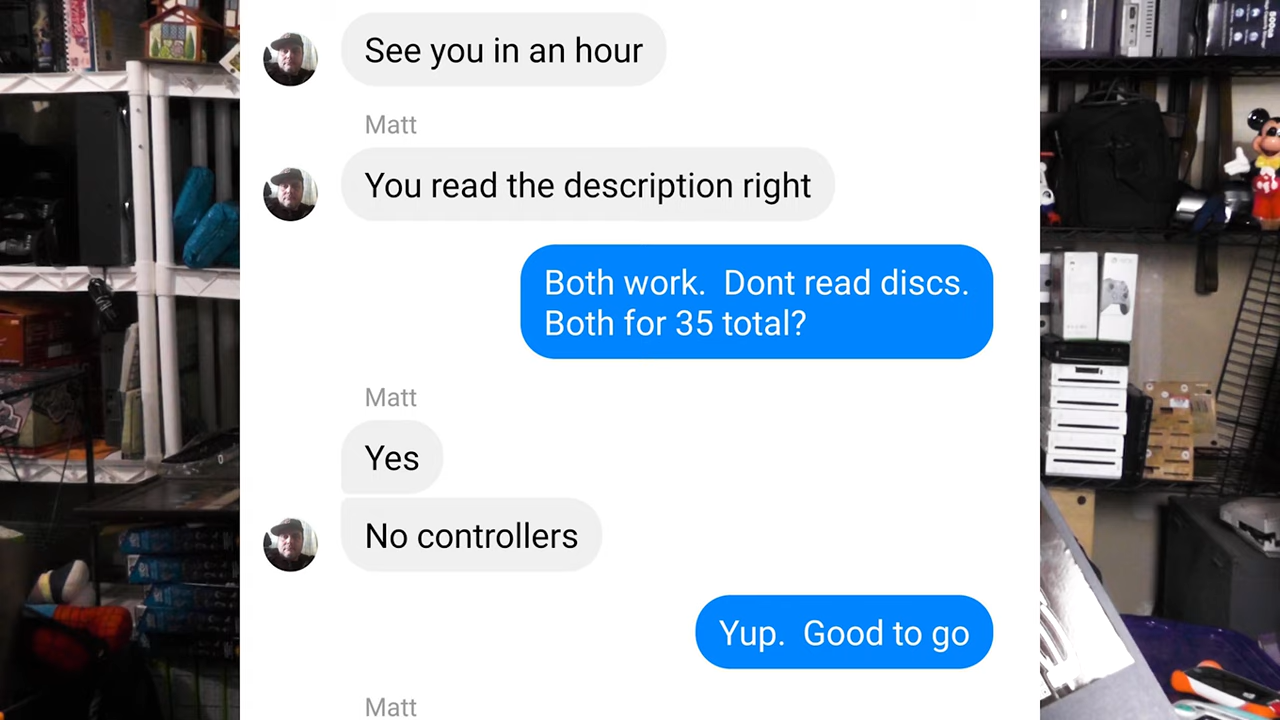 See you in an hour
Matt
You read the description right
Both work.  Dont read discs.
Both for 35 total?
Matt
Yes
No controllers
Yup.  Good to go
Matt